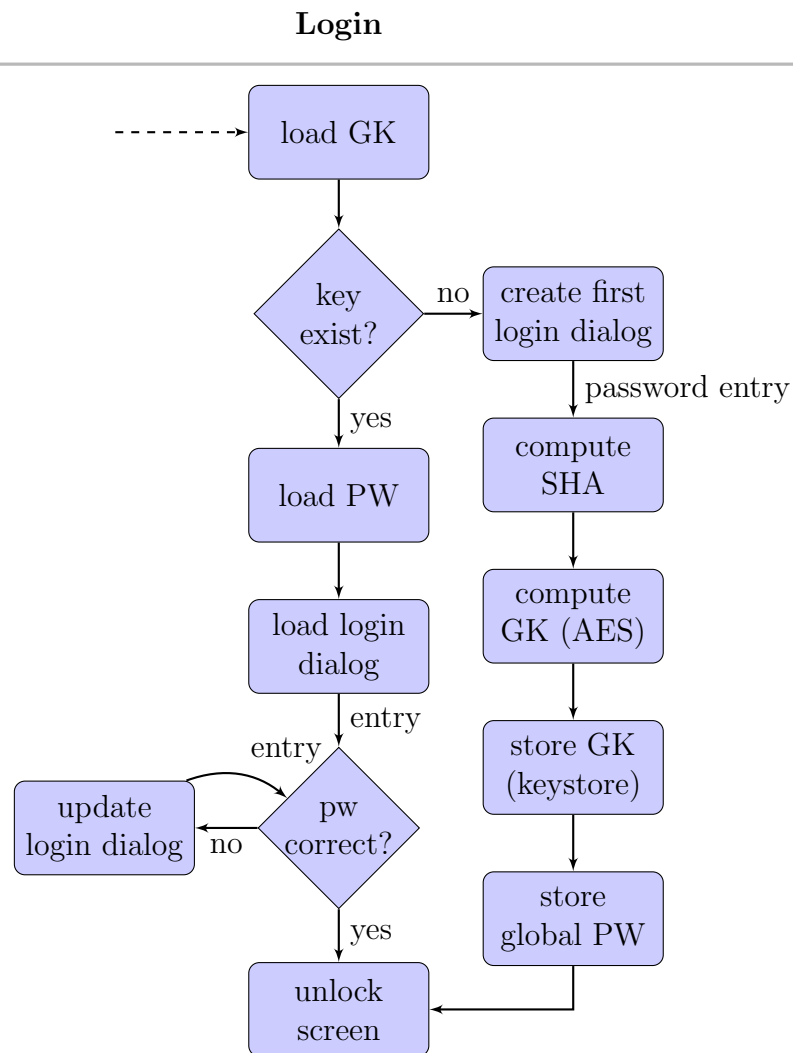 Login
load GK
key
exist?
no
create first
login dialog
yes
password entry
load PW
compute
SHA
load login
dialog
compute
GK (AES)
entry
entry
store GK
(keystore)
update
login dialog
no
pw
correct?
yes
store
global PW
unlock
screen